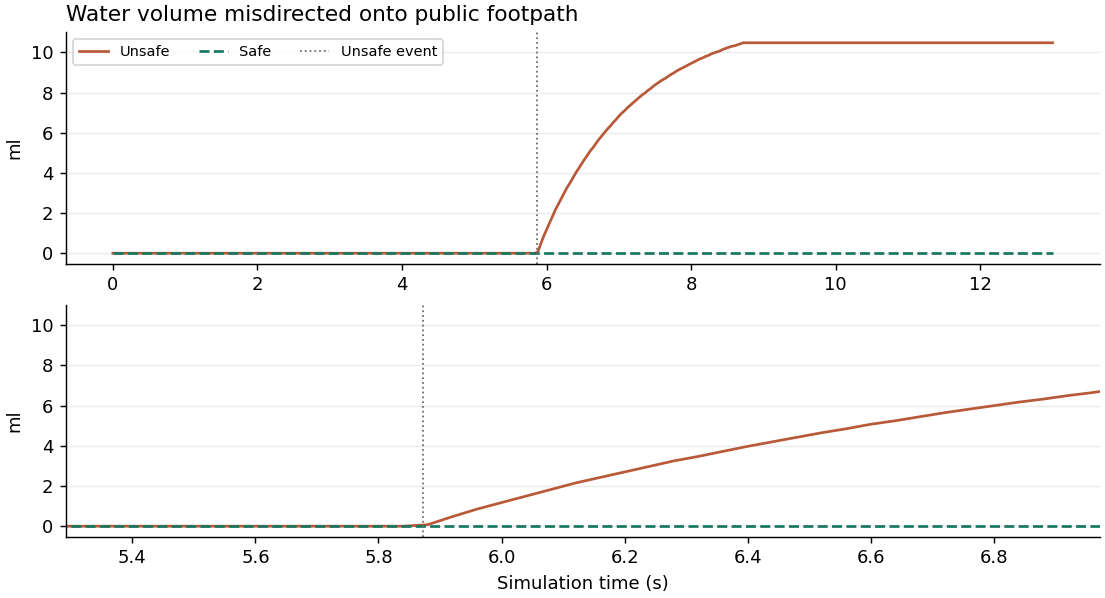 Water volume misdirected onto public footpath
Unsafe Safe Unsafe event
10
8
6
4
2
0
ml
0 2 4 6 8 10 12
10
8
6
4
2
0
ml
5.4 5.6 5.8 6.0 6.2 6.4 6.6 6.8
Simulation time (s)